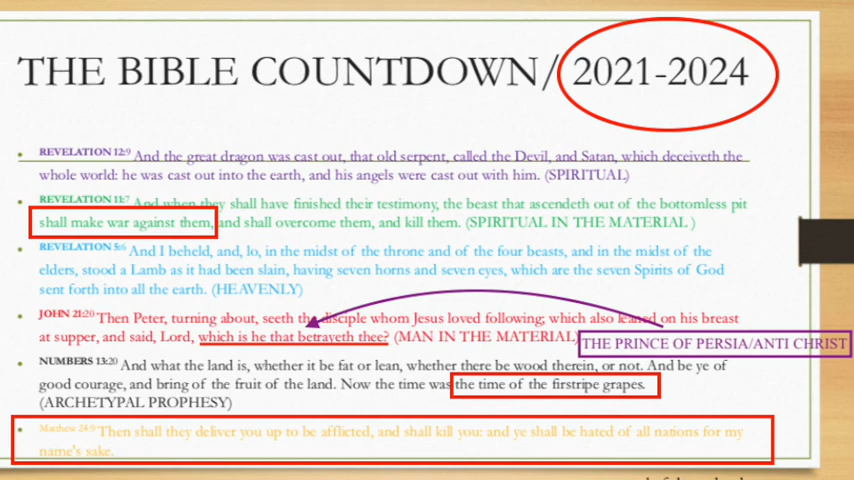 THE BIBLE COUNTDOWN/ 2021-2024
REVELATION 12:9 And the great dragon was cast out, that old serpent, called the Devil, and Satan, which deceiveth the
whole world: he was cast out into the earth, and his angels were cast out with him. (SPIRITUAL)
REVELATION 11:7 And when they shall have finished their testimony, the beast that ascendeth out of the bottomless pit
shall make war against them, and shall overcome them, and kill them. (SPIRITUAL IN THE MATERIAL )
REVELATION 5:6 And I beheld, and, lo, in the midst of the throne and of the four beasts, and in the midst of the
elders, stood a Lamb as it had been slain, having seven horns and seven eyes, which are the seven Spirits of God
sent forth into all the earth. (HEAVENLY)
JOHN 21:20 Then Peter, turning about, seeth the disciple whom Jesus loved following; which also leaned on his breast
at supper, and said, Lord, which is he that betrayeth thee? (MAN IN THE MATERIAL)
THE PRINCE OF PERSIA/ANTI CHRIST
NUMBERS 13:20 And what the land is, whether it be fat or lean, whether there be wood therein, or not. And be ye of
good courage, and bring of the fruit of the land. Now the time was the time of the firstripe grapes.
(ARCHETYPAL PROPHESY)
Matthew 24:9 Then shall they deliver you up to be afflicted, and shall kill you: and ye shall be hated of all nations for my
name's sake.